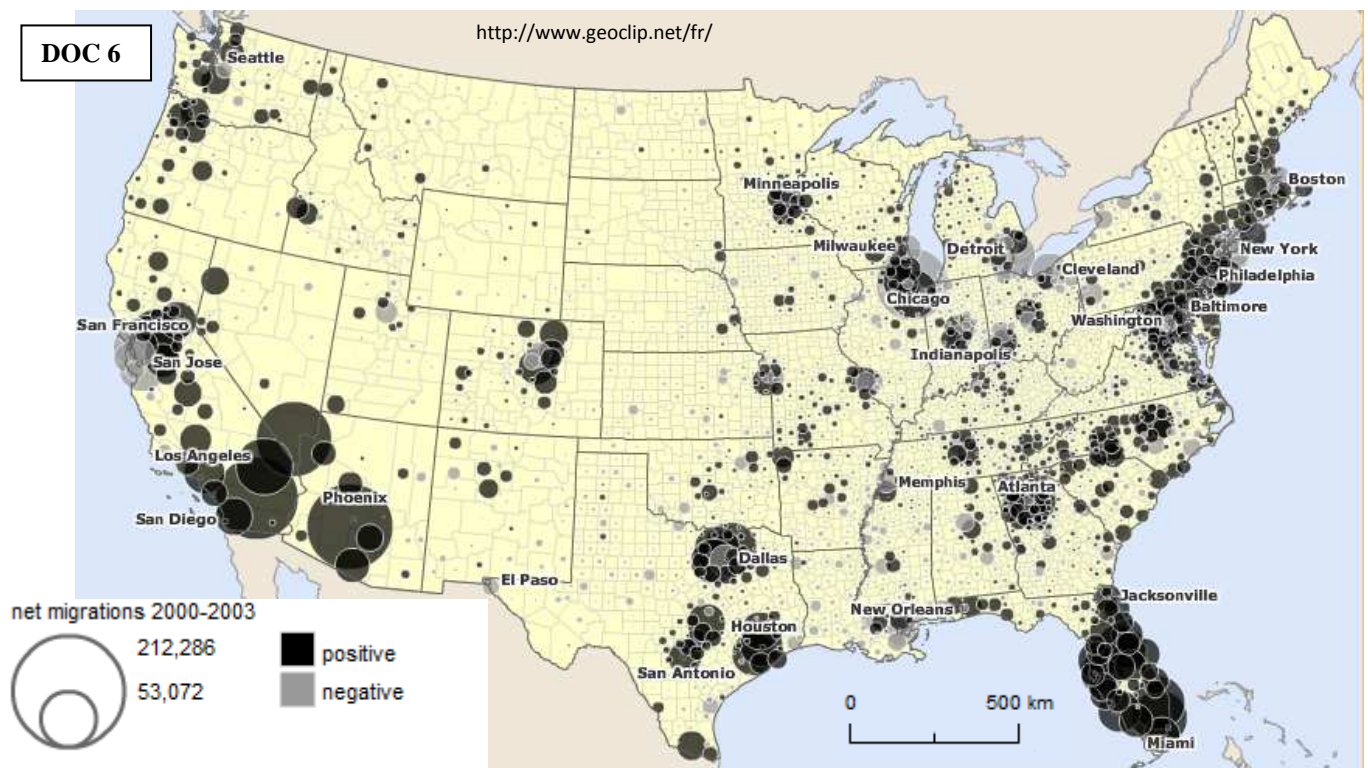 DOC 6
http://www.geoclip.net/fr/
Seattle
Minneapolis
Boston
Milwaukee
Detroit
New York
Cleveland
Philadelphia
Chicago
Baltimore
Washington
San Francisco
San Jose
Indianapolis
Los Angeles
Memphis
Atlanta
Phoenix
San Diego
Dallas
El Paso
Jacksonville
New Orleans
Houston
San Antonio
Miami
net migrations 2000-2003
212,286
53,072
positive
negative
0 500 km